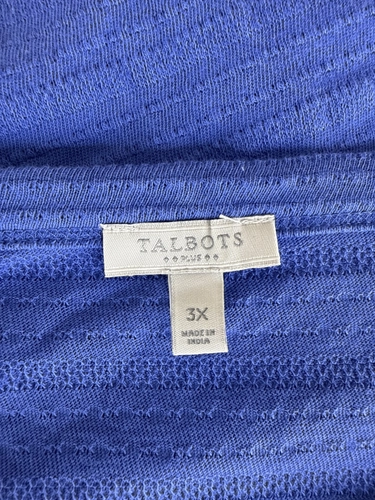 TALBOTS
PLUS
3X
MADE IN
INDIA